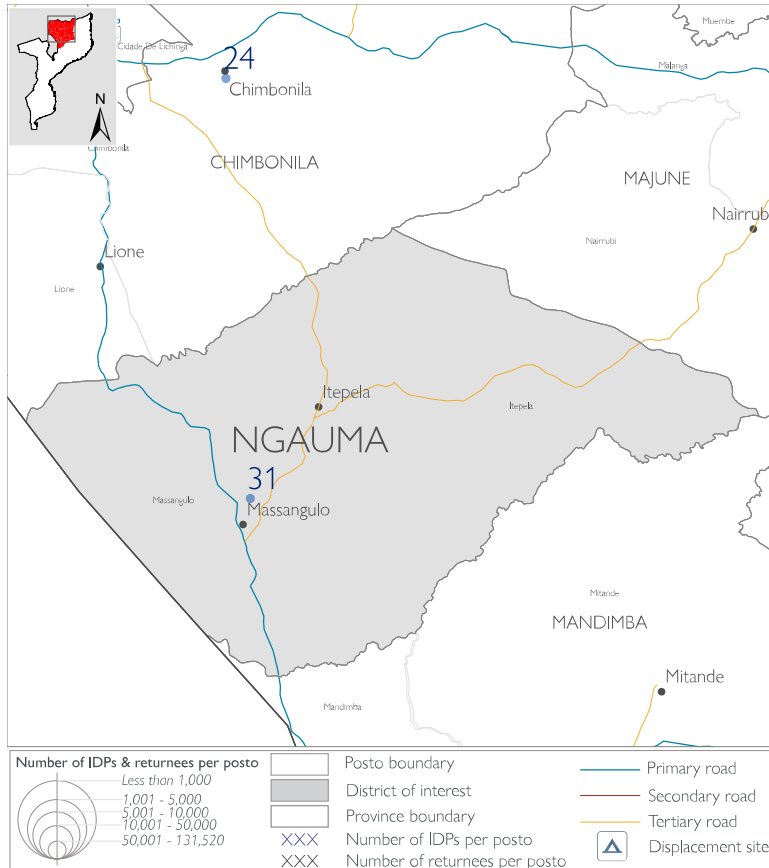 Cidade De Lichinga
Muembe
24
Malanga
Chimbonila
N
Chimbonila
CHIMBONILA
MAJUNE
Nairrubi
Nairrubi
Lione
Lione
Itepela
Itepela
NGAUMA
31
Massangulo
Massangulo
Mitande
MANDIMBA
Mitande
Mandimba
Number of IDPs & returnees per posto
Less than 1,000
1,001 - 5,000
5,001 - 10,000
10,001 - 50,000
50,001 - 131,520
Posto boundary
District of interest
Province boundary
XXX Number of IDPs per posto
XXX Number of returnees per posto
Primary road
Secondary road
Tertiary road
Displacement site